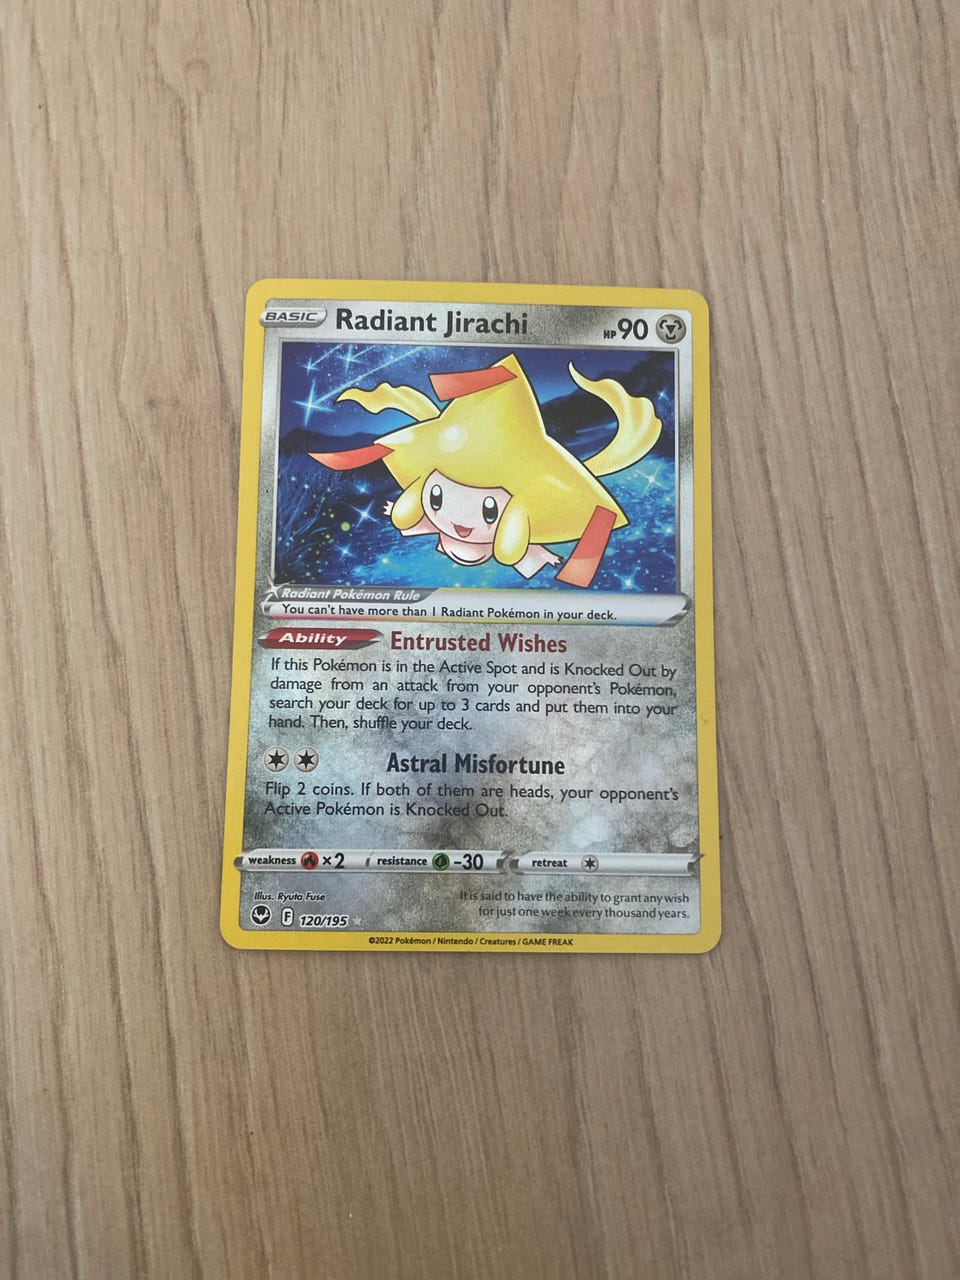 BASIC Radiant Jirachi HP 90
Radiant Pokémon Rule
You can't have more than 1 Radiant Pokémon in your deck.
Ability Entrusted Wishes
If this Pokémon is in the Active Spot and is Knocked Out by
damage from an attack from your opponent's Pokémon,
search your deck for up to 3 cards and put them into your
hand. Then, shuffle your deck.
Astral Misfortune
Flip 2 coins. If both of them are heads, your opponent's
Active Pokémon is Knocked Out.
weakness ×2 resistance -30 retreat
Illus. Ryuta Fuse
F 120/195
It is said to have the ability to grant any wish
for just one week every thousand years.
©2022 Pokémon / Nintendo / Creatures / GAME FREAK